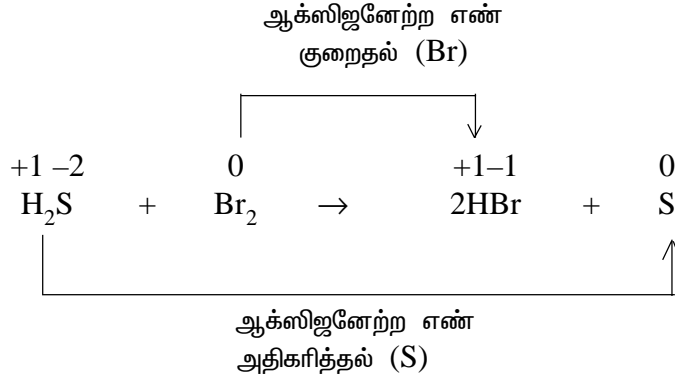 ஆக்ஸிஜனேற்ற எண்
குறைதல் (Br)
+1 –2 0 +1–1 0
H₂S + Br₂ → 2HBr + S
ஆக்ஸிஜனேற்ற எண்
அதிகரித்தல் (S)